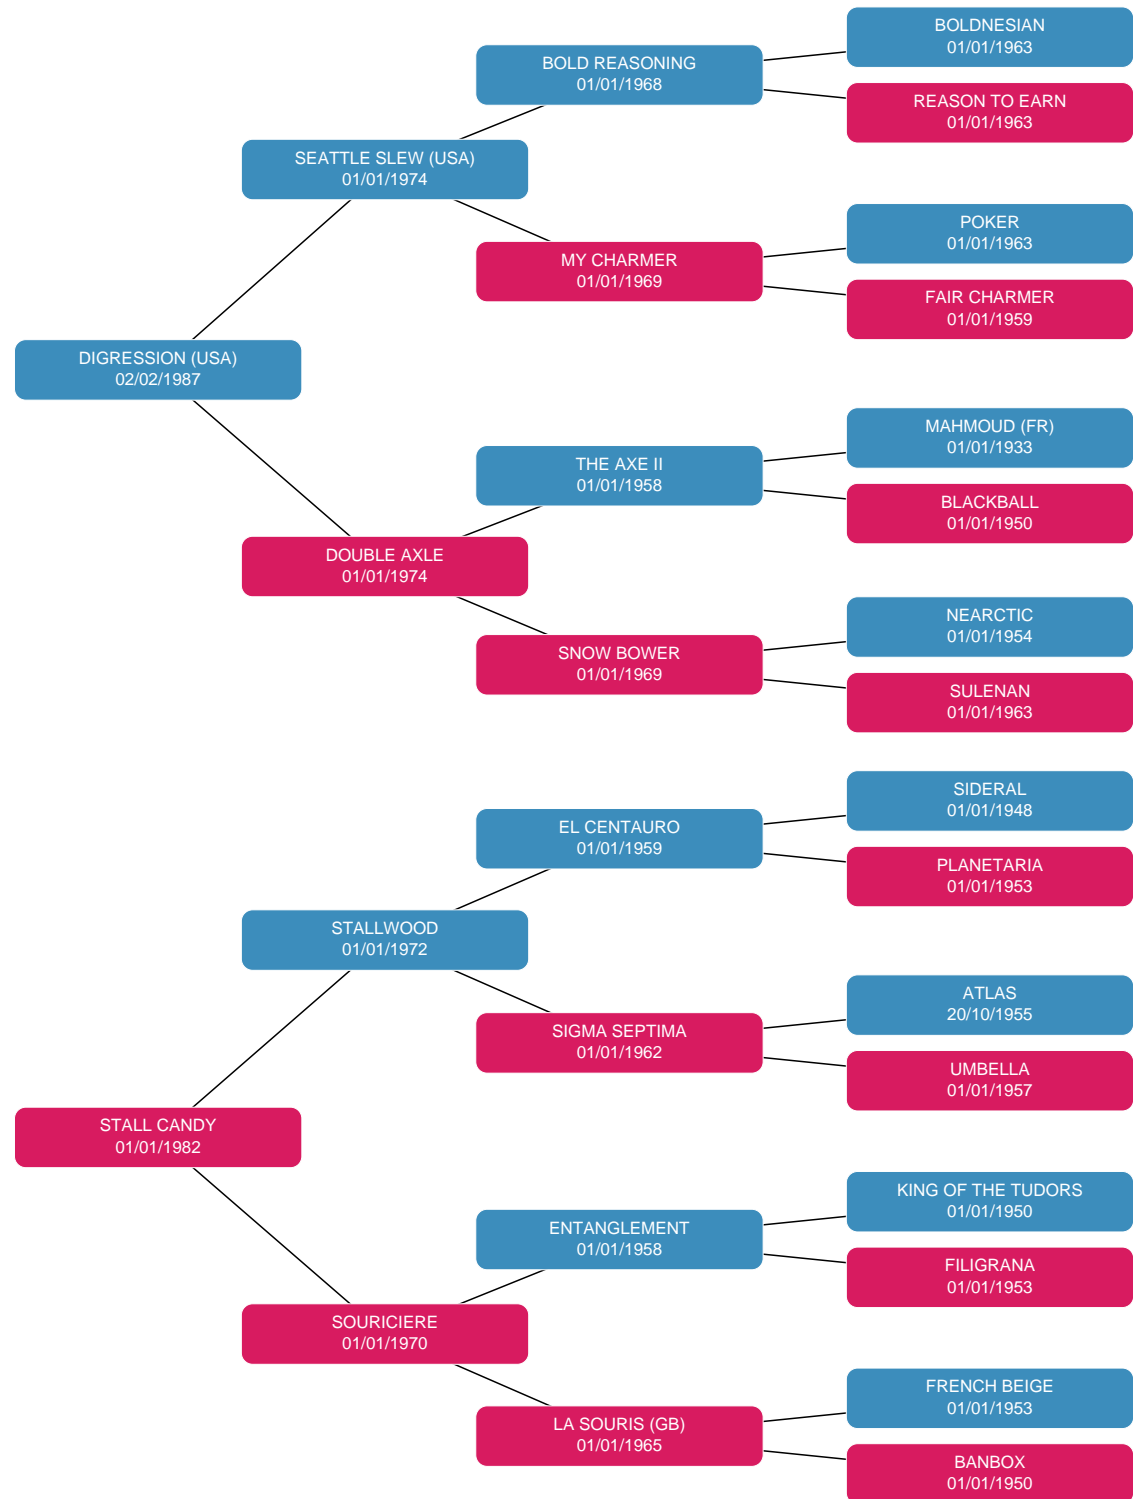 BOLDNESIAN
01/01/1963
BOLD REASONING
01/01/1968
REASON TO EARN
01/01/1963
SEATTLE SLEW (USA)
01/01/1974
POKER
01/01/1963
MY CHARMER
01/01/1969
FAIR CHARMER
01/01/1959
DIGRESSION (USA)
02/02/1987
MAHMOUD (FR)
01/01/1933
THE AXE II
01/01/1958
BLACKBALL
01/01/1950
DOUBLE AXLE
01/01/1974
NEARCTIC
01/01/1954
SNOW BOWER
01/01/1969
SULENAN
01/01/1963
SIDERAL
01/01/1948
EL CENTAURO
01/01/1959
PLANETARIA
01/01/1953
STALLWOOD
01/01/1972
ATLAS
20/10/1955
SIGMA SEPTIMA
01/01/1962
UMBELLA
01/01/1957
STALL CANDY
01/01/1982
KING OF THE TUDORS
01/01/1950
ENTANGLEMENT
01/01/1958
FILIGRANA
01/01/1953
SOURICIERE
01/01/1970
FRENCH BEIGE
01/01/1953
LA SOURIS (GB)
01/01/1965
BANBOX
01/01/1950